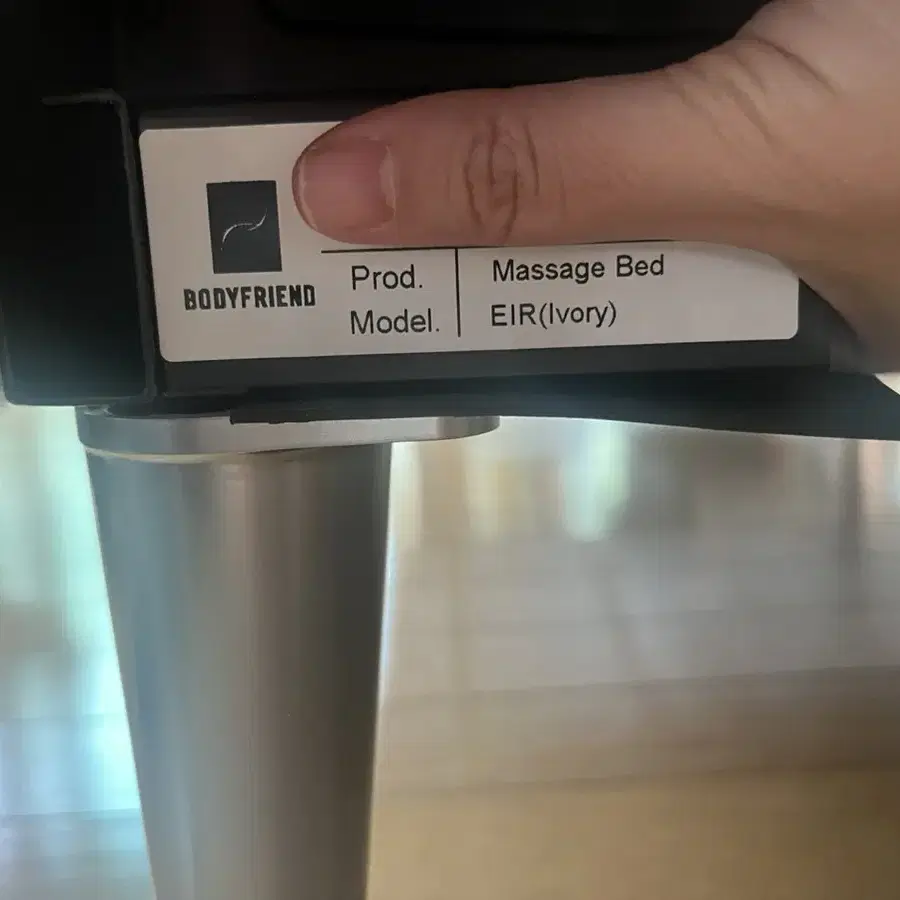 BODYFRIEND
Prod. Massage Bed
Model. EIR(Ivory)